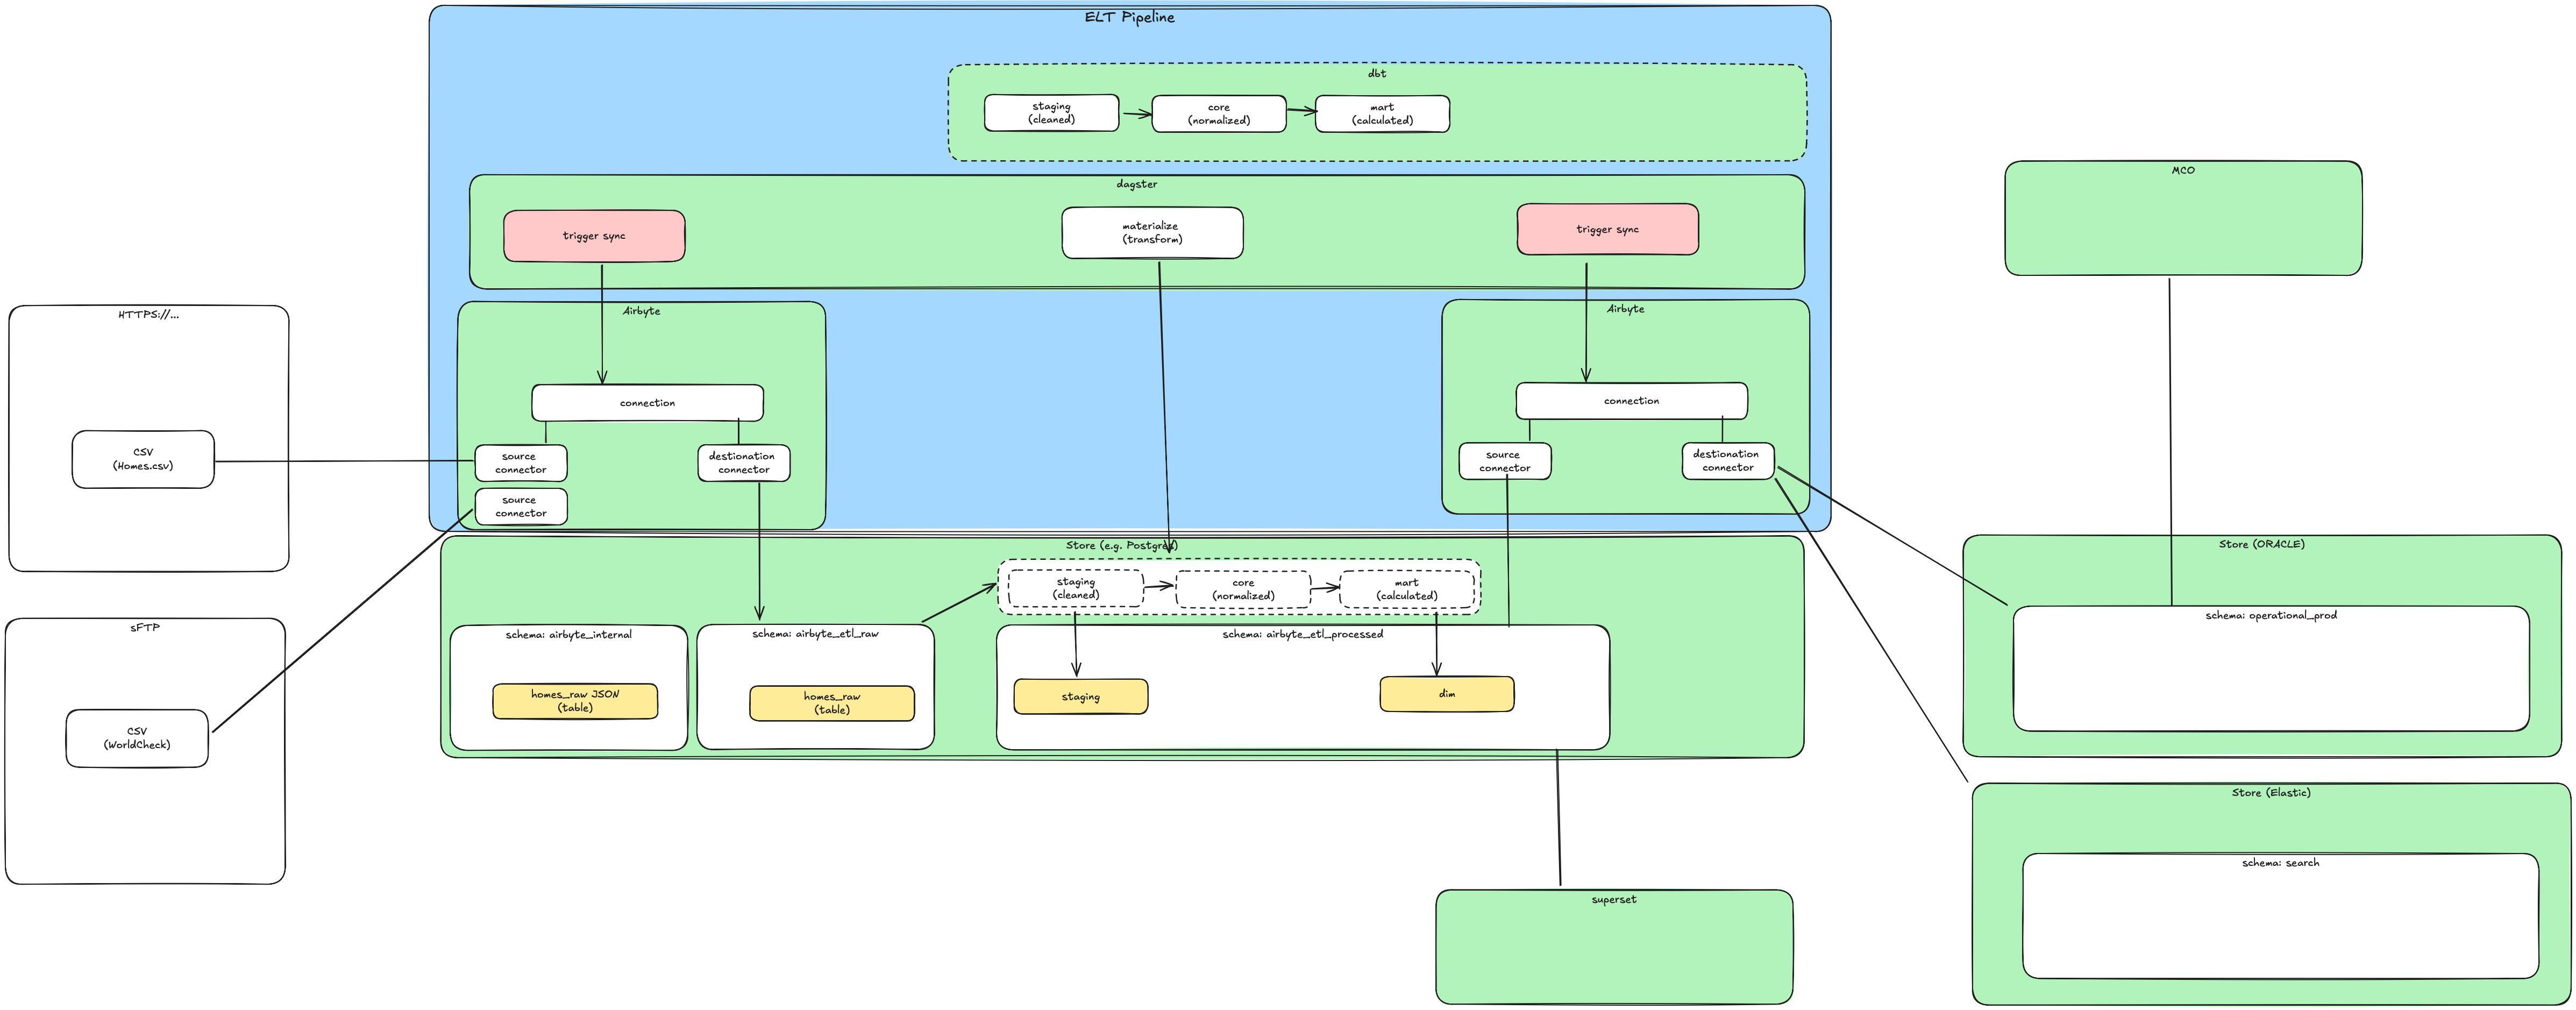 ELT Pipeline
dbt
staging
(cleaned)
core
(normalized)
mart
(calculated)
dagster
trigger sync
materialize
(transform)
trigger sync
MCO
HTTPS://...
CSV
(Homes.csv)
Airbyte
connection
source
connector
destionation
connector
source
connector
Airbyte
connection
source
connector
destionation
connector
sFTP
CSV
(WorldCheck)
Store (e.g. Postgres)
staging
(cleaned)
core
(normalized)
mart
(calculated)
schema: airbyte_internal
homes_raw JSON
(table)
schema: airbyte_etl_raw
homes_raw
(table)
schema: airbyte_etl_processed
staging
dim
Store (ORACLE)
schema: operational_prod
Store (Elastic)
schema: search
superset